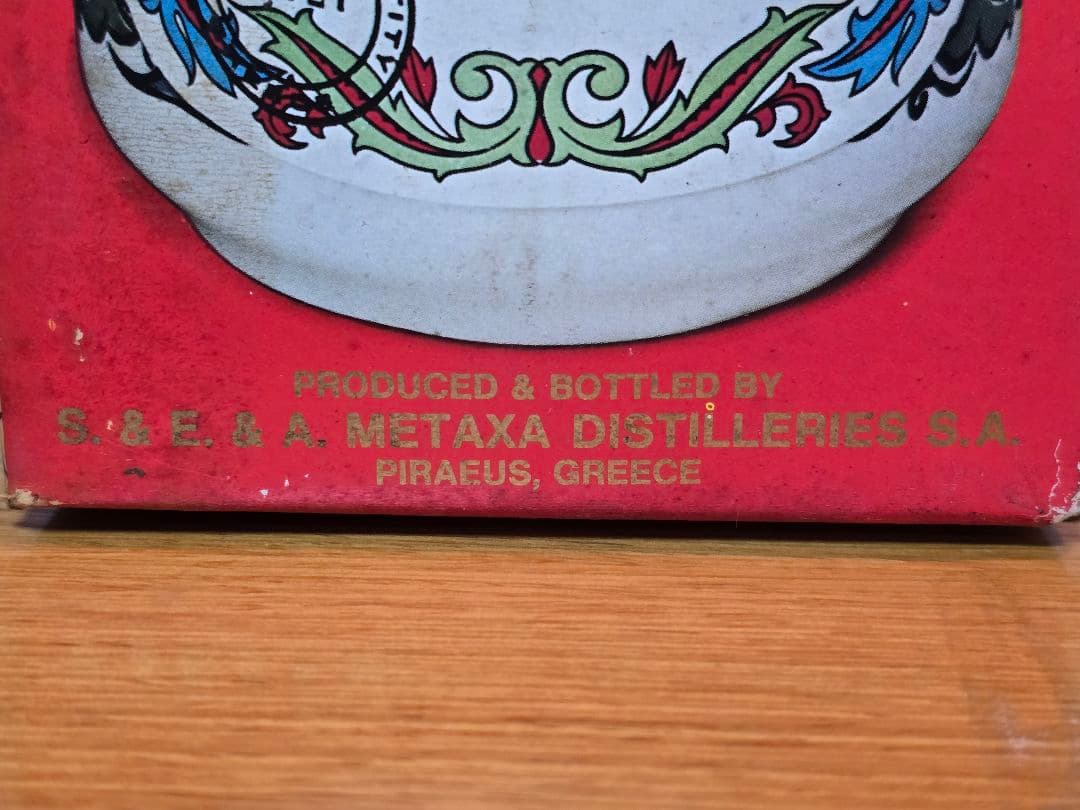 PRODUCED & BOTTLED BY
S. & E. & A. METAXA DISTILLERIES S.A.
PIRAEUS, GREECE